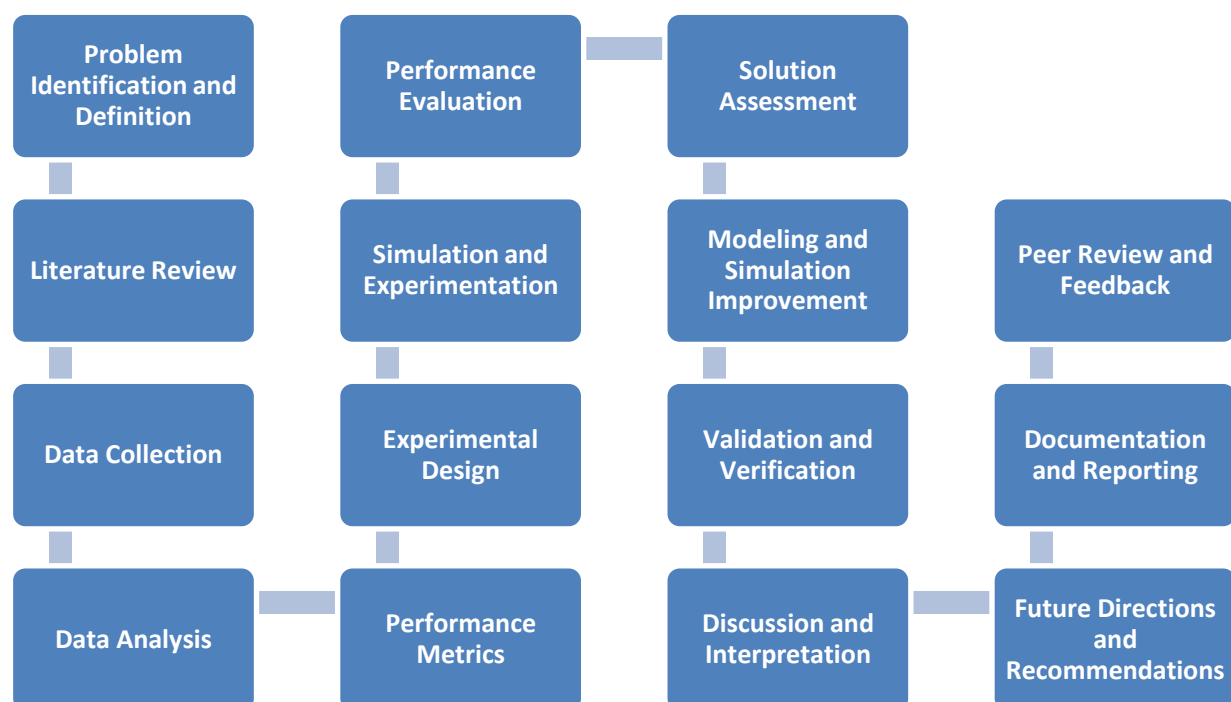 Problem
Identification and
Definition
Literature Review
Data Collection
Data Analysis
Performance
Metrics
Experimental
Design
Simulation and
Experimentation
Performance
Evaluation
Solution
Assessment
Modeling and
Simulation
Improvement
Validation and
Verification
Discussion and
Interpretation
Future Directions
and
Recommendations
Documentation
and Reporting
Peer Review and
Feedback